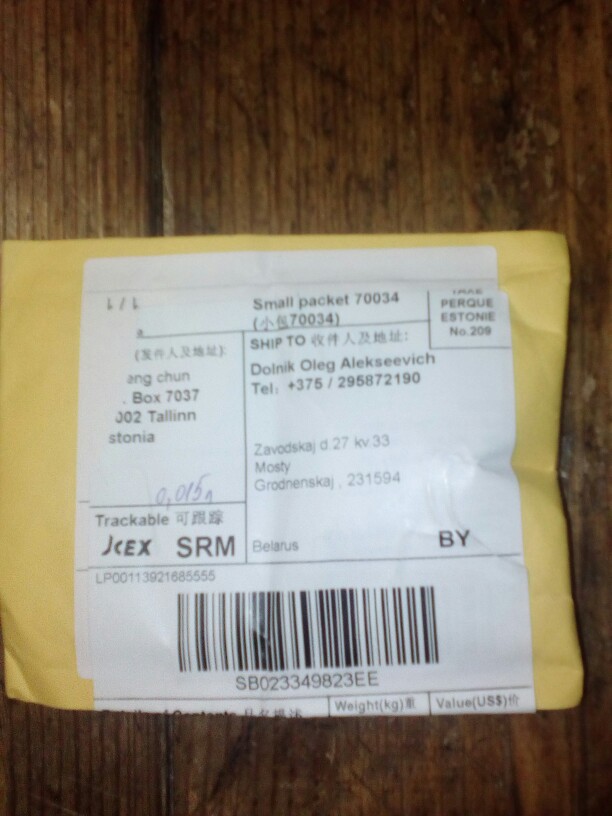 1 / 1
Small packet 70034
(小包70034)
PERQUE
ESTONIE
No.209
(发件人及地址):
ang chun
. Box 7037
002 Tallinn
stonia
0,015
SHIP TO 收件人及地址:
Dolnik Oleg Alekseevich
Tel: +375 / 295872190
Zavodskaj d.27 kv.33
Mosty
Grodnenskaj , 231594
Belarus
BY
Trackable 可跟踪
JCEX SRM
LP00113921685555
SB023349823EE
Weight(kg)重
Value(US$)价